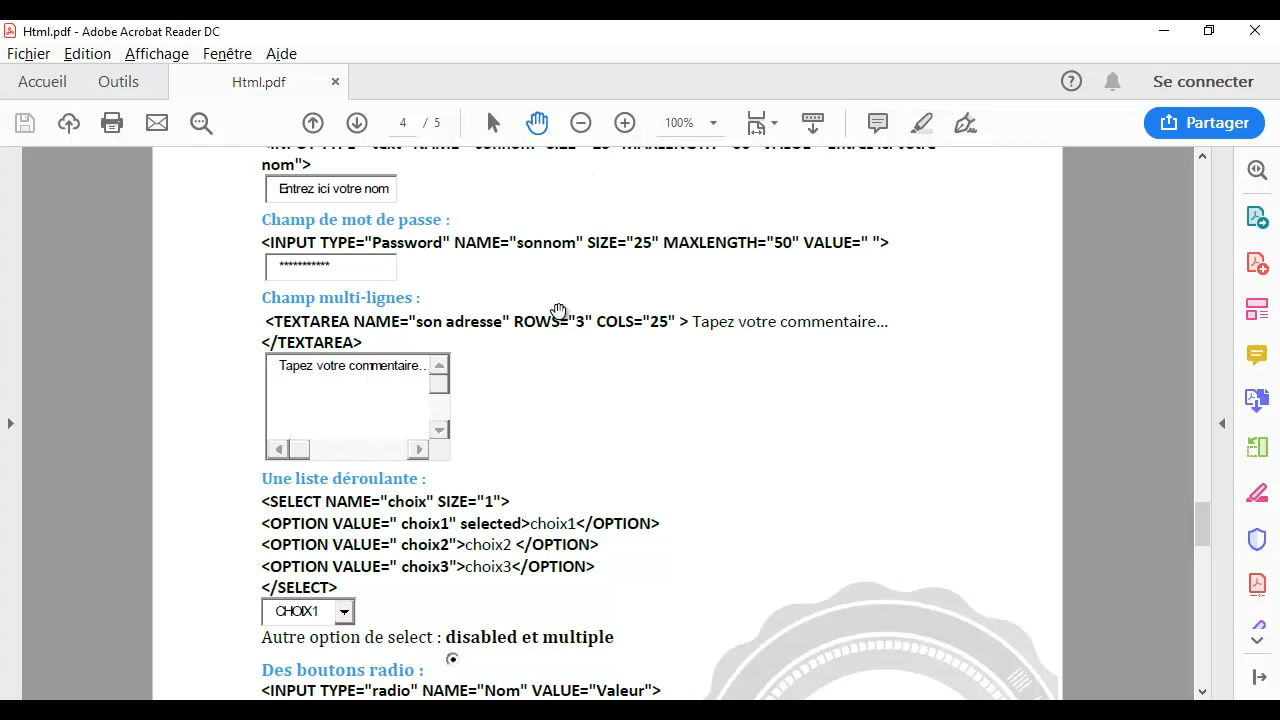 Html.pdf - Adobe Acrobat Reader DC
Fichier Edition Affichage Fenêtre Aide
Accueil Outils Html.pdf × ? Se connecter
4 / 5 100% Partager
nom">
Entrez ici votre nom
Champ de mot de passe :
<INPUT TYPE="Password" NAME="sonnom" SIZE="25" MAXLENGTH="50" VALUE=" ">
***********
Champ multi-lignes :
<TEXTAREA NAME="son adresse" ROWS="3" COLS="25" > Tapez votre commentaire...
</TEXTAREA>
Tapez votre commentaire...
Une liste déroulante :
<SELECT NAME="choix" SIZE="1">
<OPTION VALUE=" choix1" selected>choix1</OPTION>
<OPTION VALUE=" choix2">choix2 </OPTION>
<OPTION VALUE=" choix3">choix3</OPTION>
</SELECT>
CHOIX1
Autre option de select : disabled et multiple
Des boutons radio :
<INPUT TYPE="radio" NAME="Nom" VALUE="Valeur">